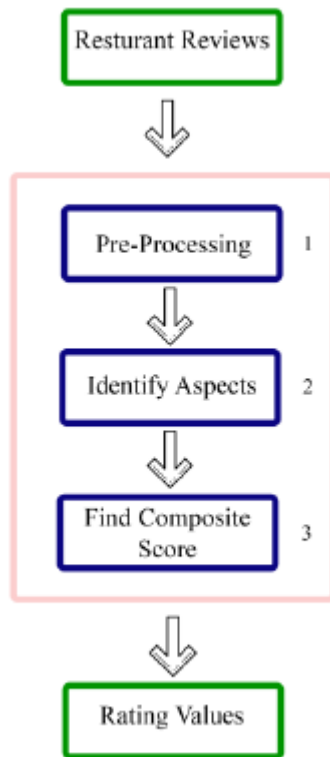 Resturant Reviews
Pre-Processing
1
Identify Aspects
2
Find Composite
Score
3
Rating Values